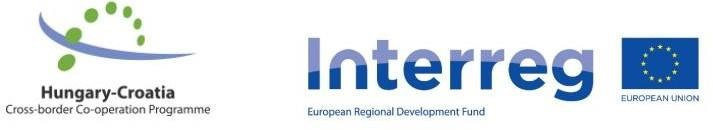 Hungary-Croatia
Cross-border Co-operation Programme
Interreg
European Regional Development Fund
EUROPEAN UNION